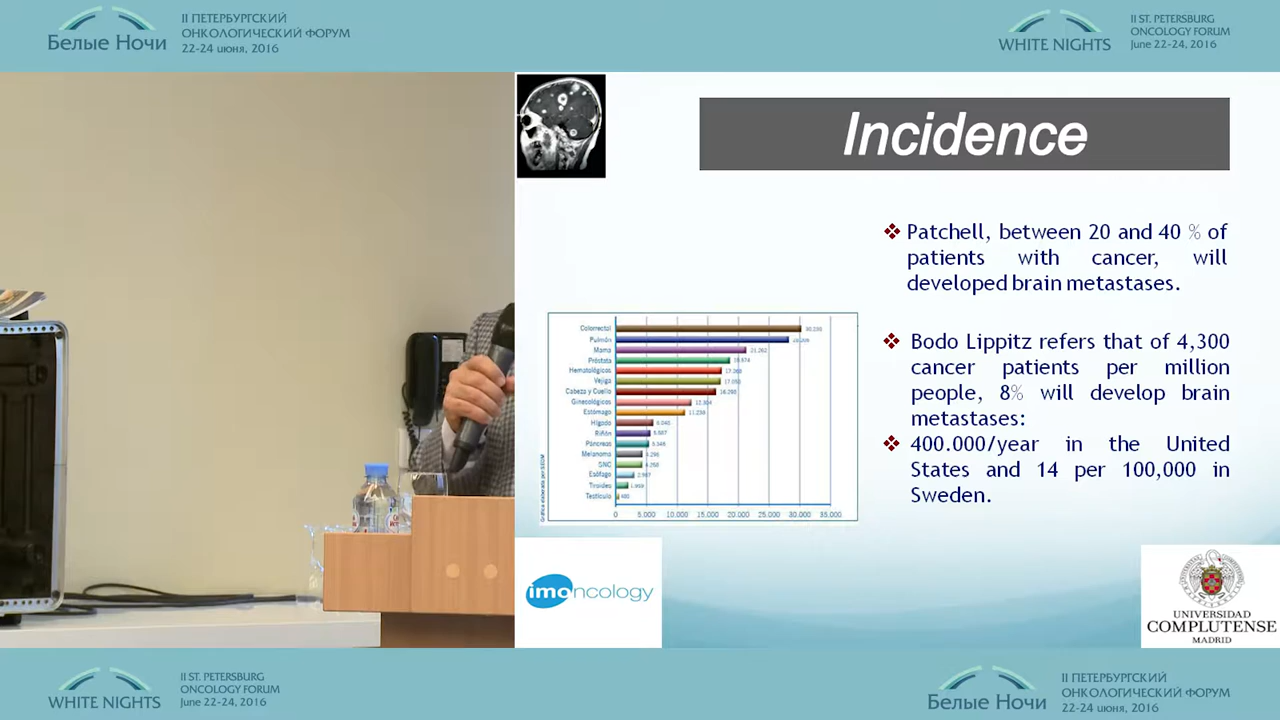 II ПЕТЕРБУРГСКИЙ
ОНКОЛОГИЧЕСКИЙ ФОРУМ
Белые Ночи
22-24 июня, 2016
II ST. PETERSBURG
ONCOLOGY FORUM
WHITE NIGHTS
June 22-24, 2016
Incidence
Patchell, between 20 and 40 % of
patients with cancer, will
developed brain metastases.
Bodo Lippitz refers that of 4,300
cancer patients per million
people, 8% will develop brain
metastases:
400.000/year in the United
States and 14 per 100,000 in
Sweden.
Colorrectal
Pulmón
Mama 23.262
Próstata
Hematológicos
Vejiga
Cabeza y Cuello
Ginecológicos
Estómago
Hígado
Riñón
Páncreas
Melanoma
SNC
Esófago
Tiroides
Testículo
0 5.000 10.000 15.000 20.000 25.000 30.000 35.000
imoncology
UNIVERSIDAD
COMPLUTENSE
MADRID
WHITE NIGHTS
II ST. PETERSBURG
ONCOLOGY FORUM
June 22-24, 2016
Белые Ночи
II ПЕТЕРБУРГСКИЙ
ОНКОЛОГИЧЕСКИЙ ФОРУМ
22-24 июня, 2016